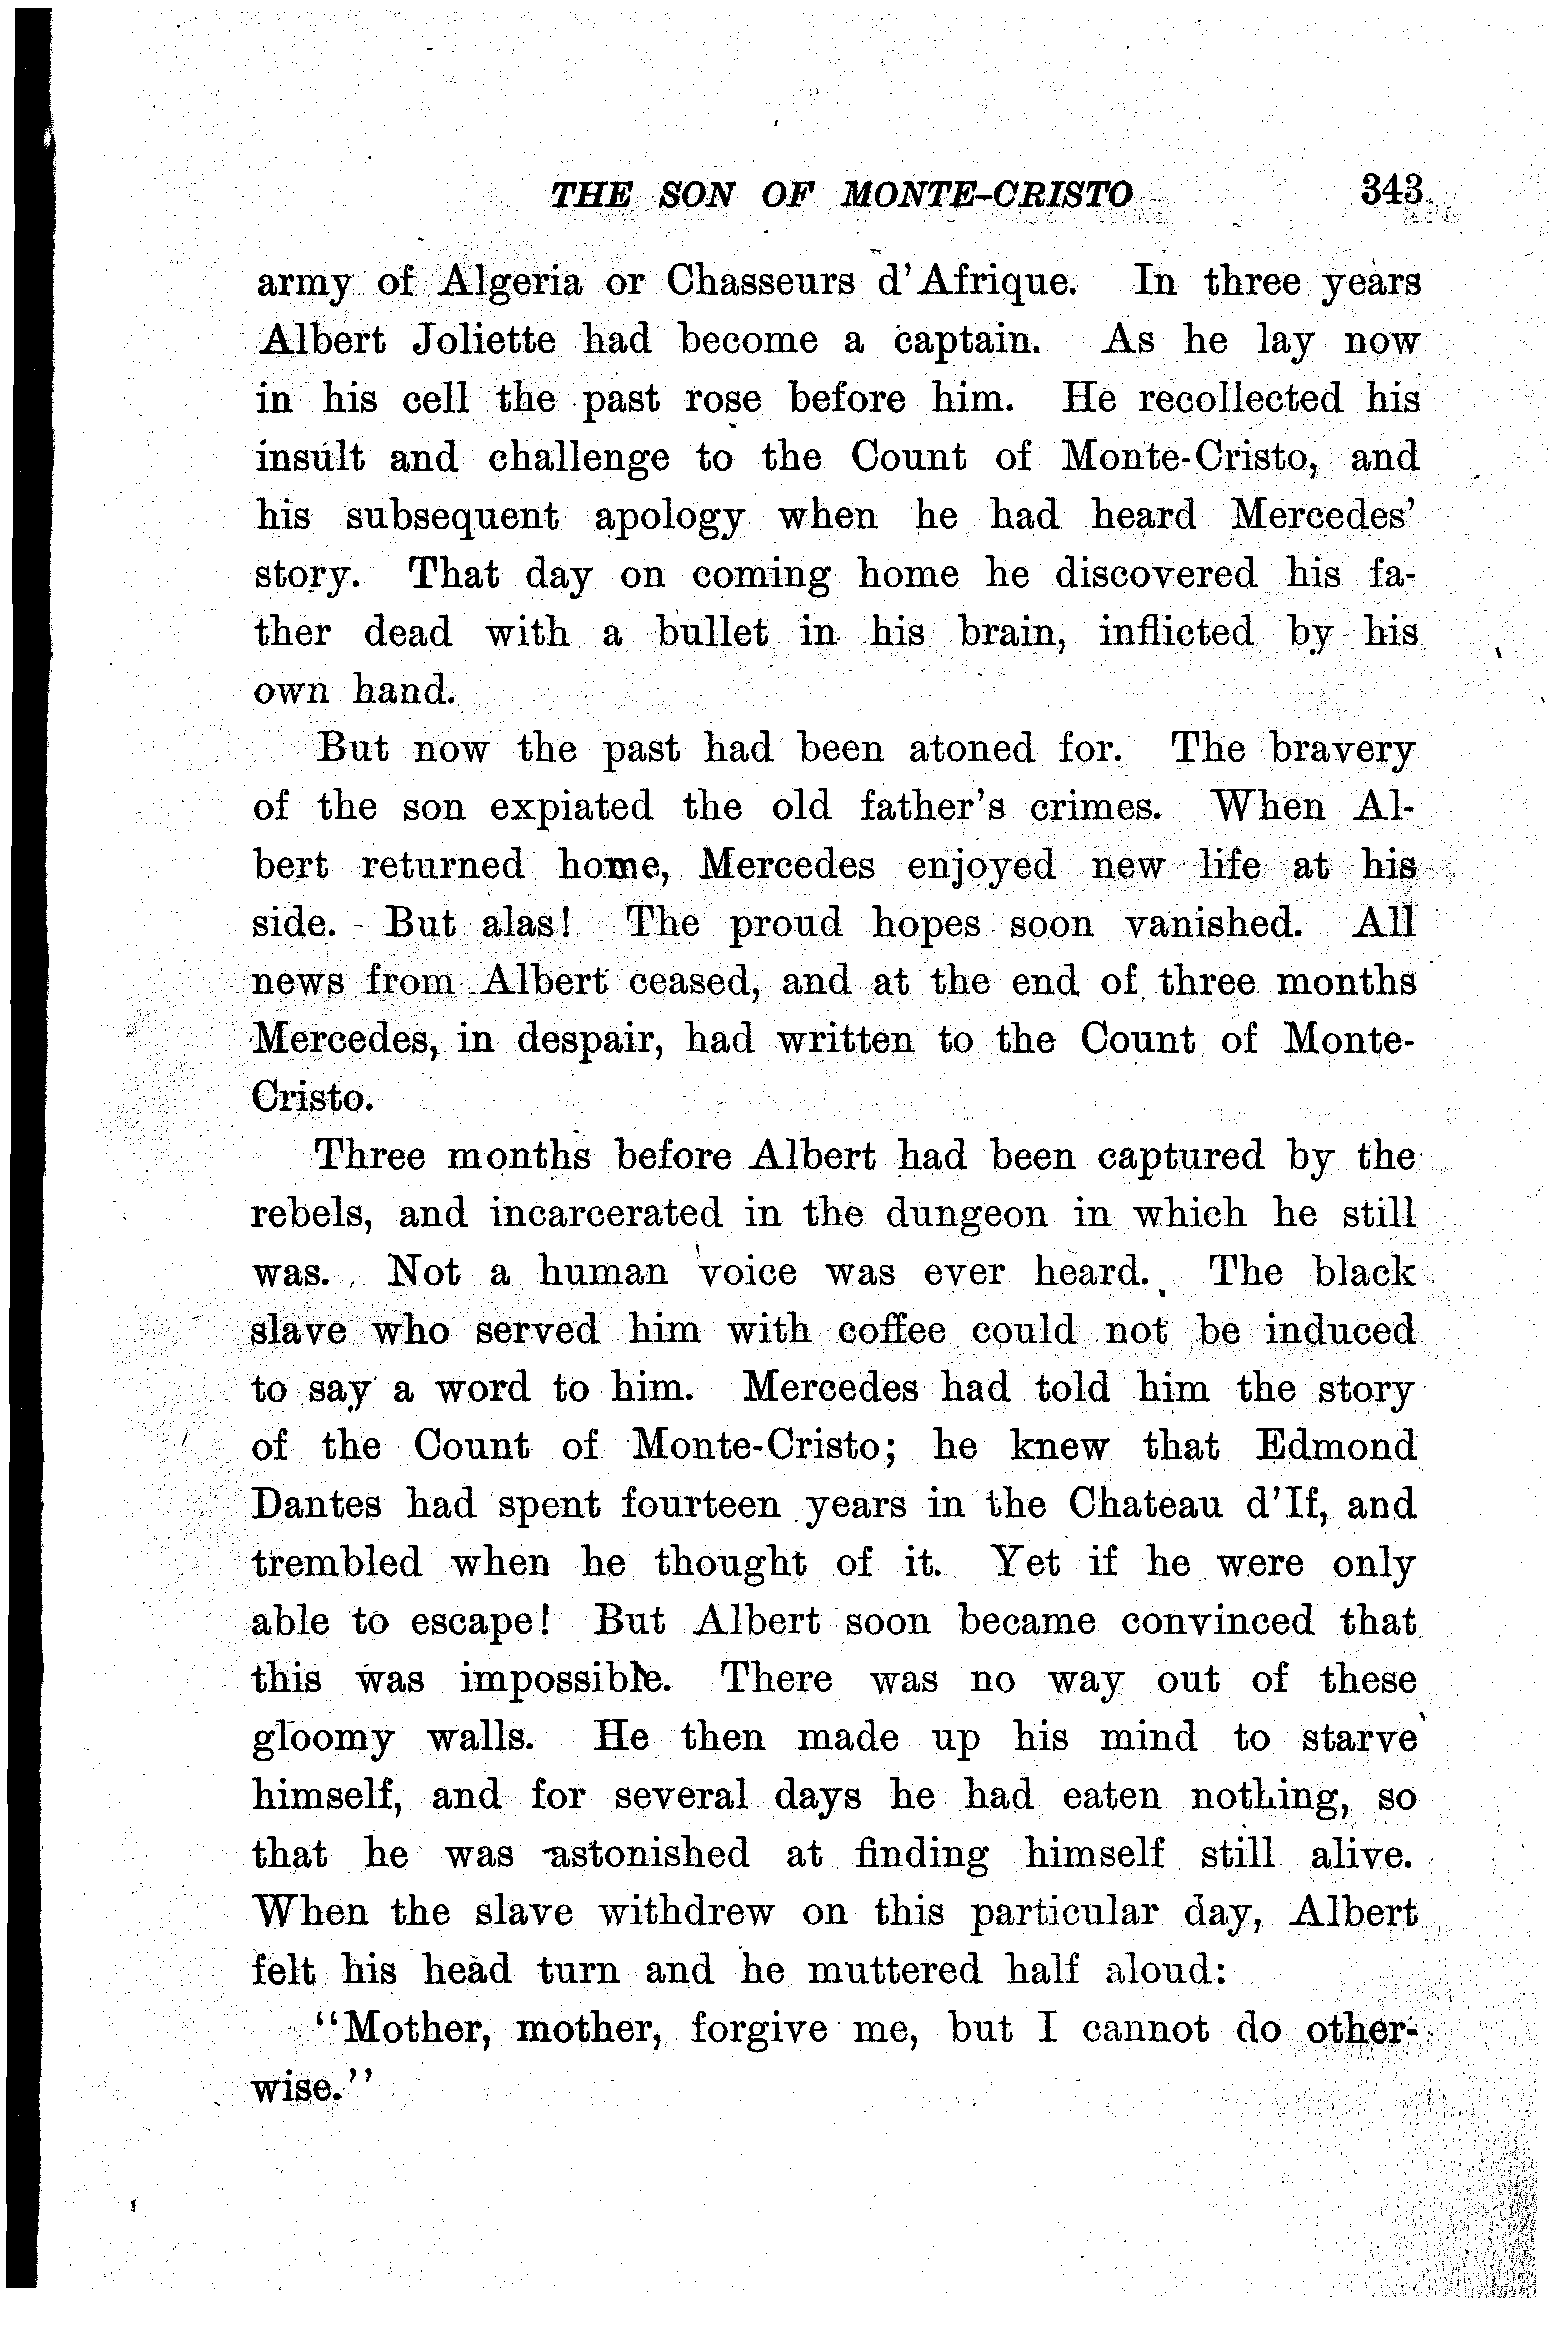 THE SON OF MONTE-CRISTO 343
army of Algeria or Chasseurs d'Afrique. In three years
Albert Joliette had become a captain. As he lay now
in his cell the past rose before him. He recollected his
insult and challenge to the Count of Monte-Cristo, and
his subsequent apology when he had heard Mercedes'
story. That day on coming home he discovered his fa-
ther dead with a bullet in his brain, inflicted by his
own hand.
But now the past had been atoned for. The bravery
of the son expiated the old father's crimes. When Al-
bert returned home, Mercedes enjoyed new life at his
side. But alas! The proud hopes soon vanished. All
news from Albert ceased, and at the end of three months
Mercedes, in despair, had written to the Count of Monte-
Cristo.
Three months before Albert had been captured by the
rebels, and incarcerated in the dungeon in which he still
was. Not a human voice was ever heard. The black
slave who served him with coffee could not be induced
to say a word to him. Mercedes had told him the story
of the Count of Monte-Cristo; he knew that Edmond
Dantes had spent fourteen years in the Chateau d'If, and
trembled when he thought of it. Yet if he were only
able to escape! But Albert soon became convinced that
this was impossible. There was no way out of these
gloomy walls. He then made up his mind to starve
himself, and for several days he had eaten nothing, so
that he was astonished at finding himself still alive.
When the slave withdrew on this particular day, Albert
felt his head turn and he muttered half aloud:
"Mother, mother, forgive me, but I cannot do other-
wise."